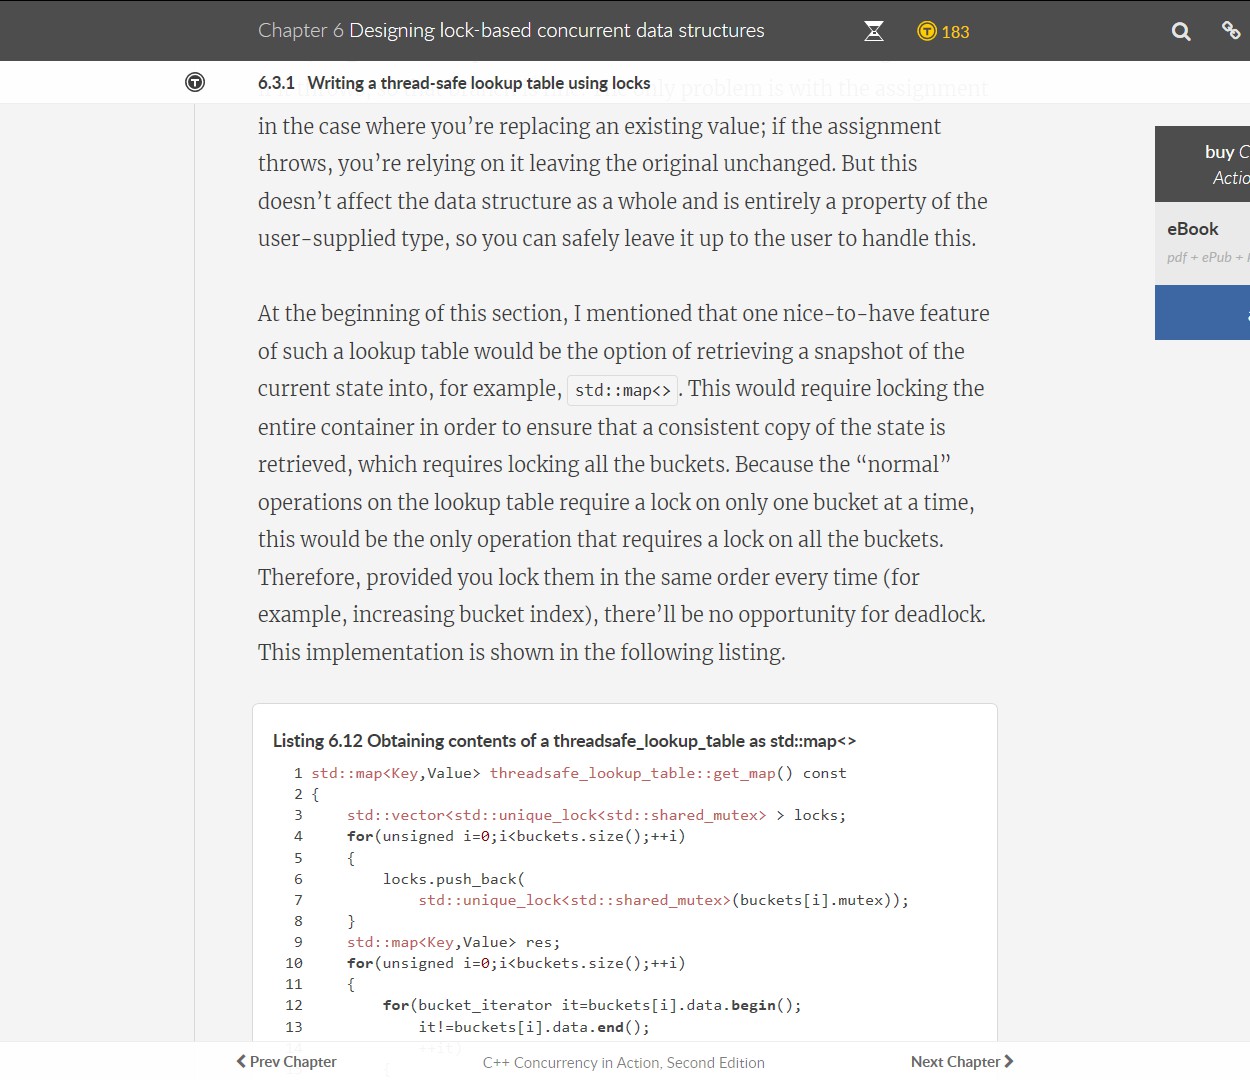 Chapter 6 Designing lock-based concurrent data structures
183
6.3.1 Writing a thread-safe lookup table using locks
only problem is with the assignment
in the case where you’re replacing an existing value; if the assignment
throws, you’re relying on it leaving the original unchanged. But this
doesn’t affect the data structure as a whole and is entirely a property of the
user-supplied type, so you can safely leave it up to the user to handle this.
At the beginning of this section, I mentioned that one nice-to-have feature
of such a lookup table would be the option of retrieving a snapshot of the
current state into, for example, std::map<>. This would require locking the
entire container in order to ensure that a consistent copy of the state is
retrieved, which requires locking all the buckets. Because the “normal”
operations on the lookup table require a lock on only one bucket at a time,
this would be the only operation that requires a lock on all the buckets.
Therefore, provided you lock them in the same order every time (for
example, increasing bucket index), there’ll be no opportunity for deadlock.
This implementation is shown in the following listing.
buy C
Actio
eBook
pdf + ePub +
Listing 6.12 Obtaining contents of a threadsafe_lookup_table as std::map<>
1 std::map<Key,Value> threadsafe_lookup_table::get_map() const
2 {
3     std::vector<std::unique_lock<std::shared_mutex> > locks;
4     for(unsigned i=0;i<buckets.size();++i)
5     {
6         locks.push_back(
7             std::unique_lock<std::shared_mutex>(buckets[i].mutex));
8     }
9     std::map<Key,Value> res;
10     for(unsigned i=0;i<buckets.size();++i)
11     {
12         for(bucket_iterator it=buckets[i].data.begin();
13             it!=buckets[i].data.end();
14             ++it)
{
Prev Chapter
C++ Concurrency in Action, Second Edition
Next Chapter